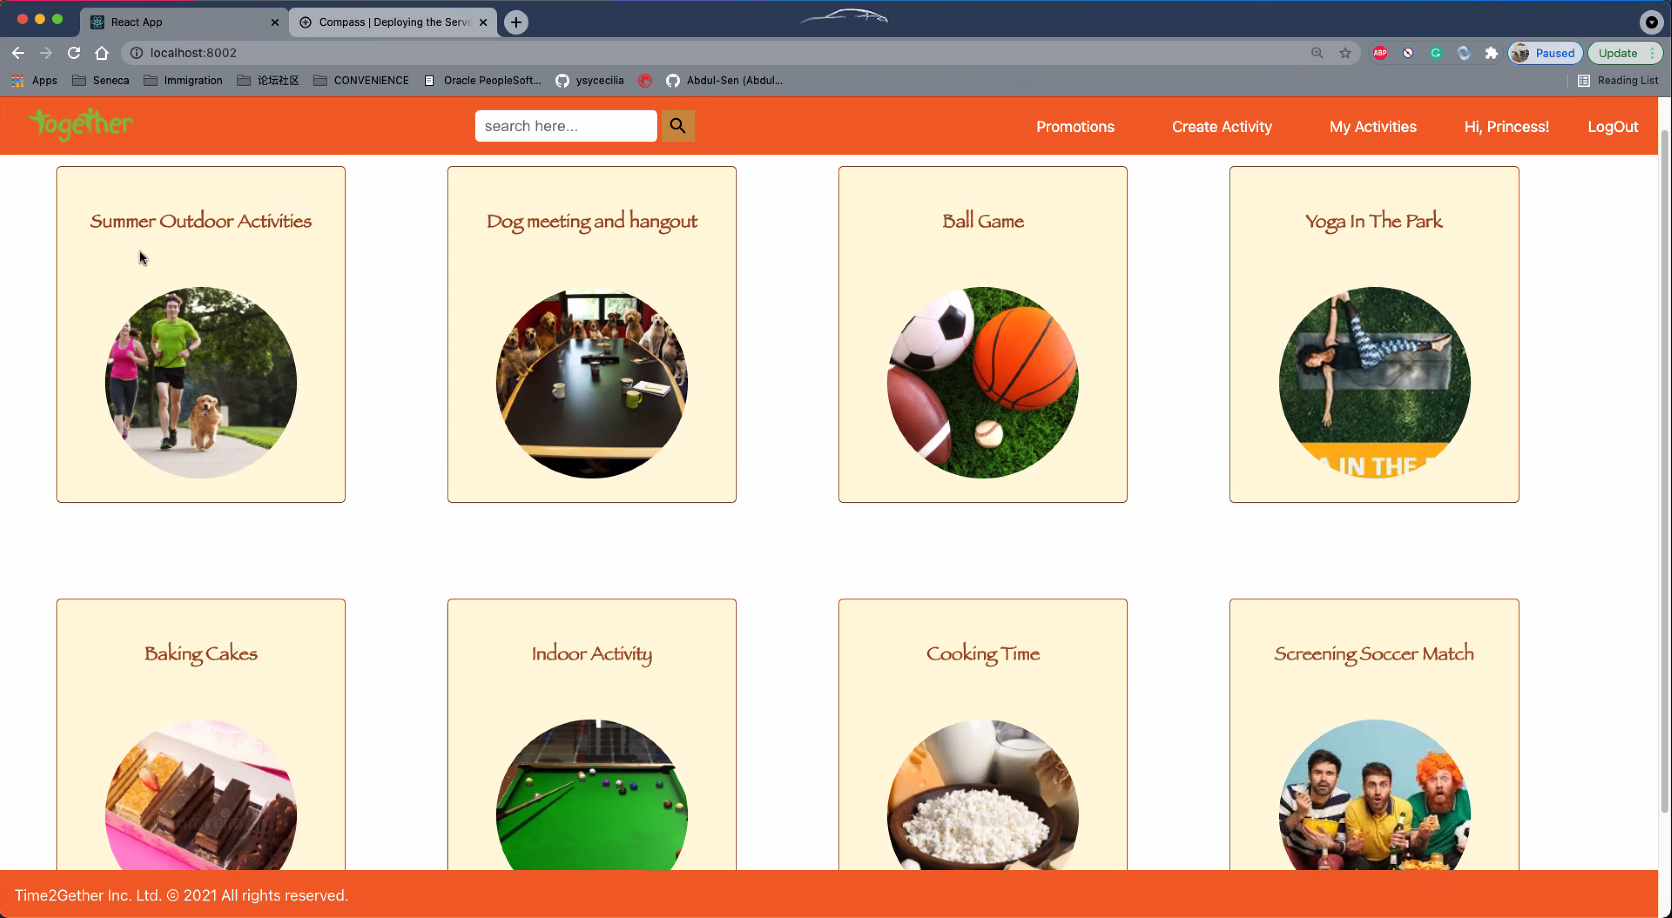 React App
Compass | Deploying the Serve
localhost:8002
ABP
Paused
Update
Apps
Seneca
Immigration
论坛社区
CONVENIENCE
Oracle PeopleSoft...
ysycecilia
Abdul-Sen (Abdul...
Reading List
Together
search here...
Promotions
Create Activity
My Activities
Hi, Princess!
LogOut
Summer Outdoor Activities
Dog meeting and hangout
Ball Game
Yoga In The Park
A IN THE
Baking Cakes
Indoor Activity
Cooking Time
Screening Soccer Match
Time2Gether Inc. Ltd. © 2021 All rights reserved.